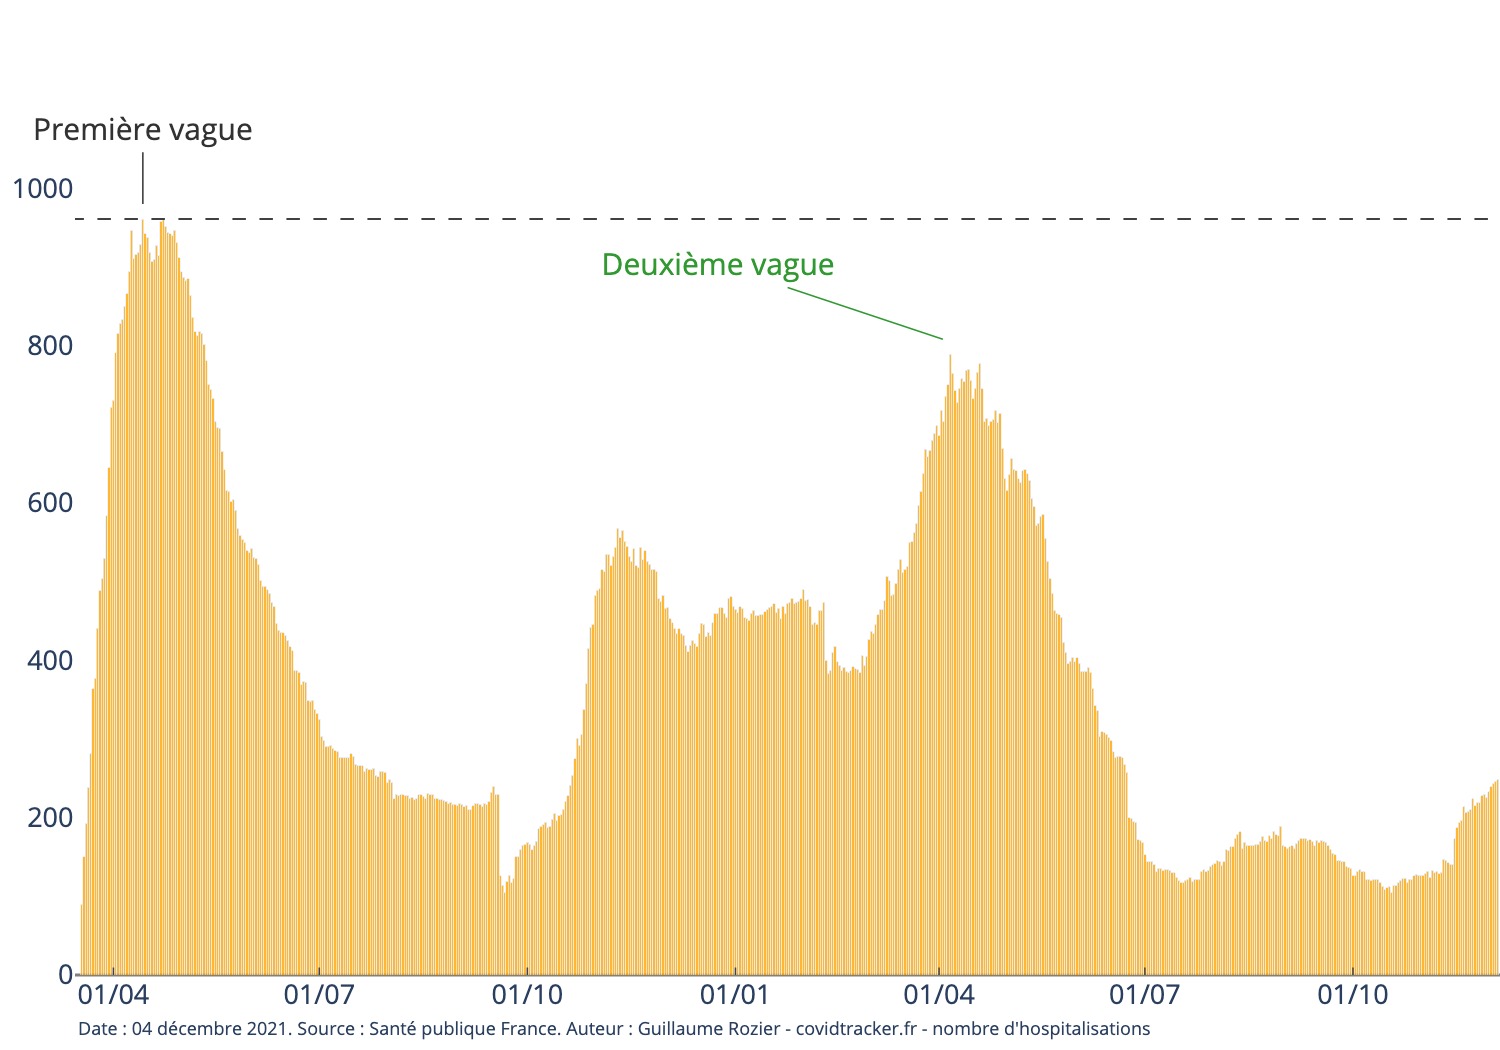 Première vague
1000
Deuxième vague
800
600
400
200
0
01/04 01/07 01/10 01/01 01/04 01/07 01/10
Date : 04 décembre 2021. Source : Santé publique France. Auteur : Guillaume Rozier - covidtracker.fr - nombre d'hospitalisations